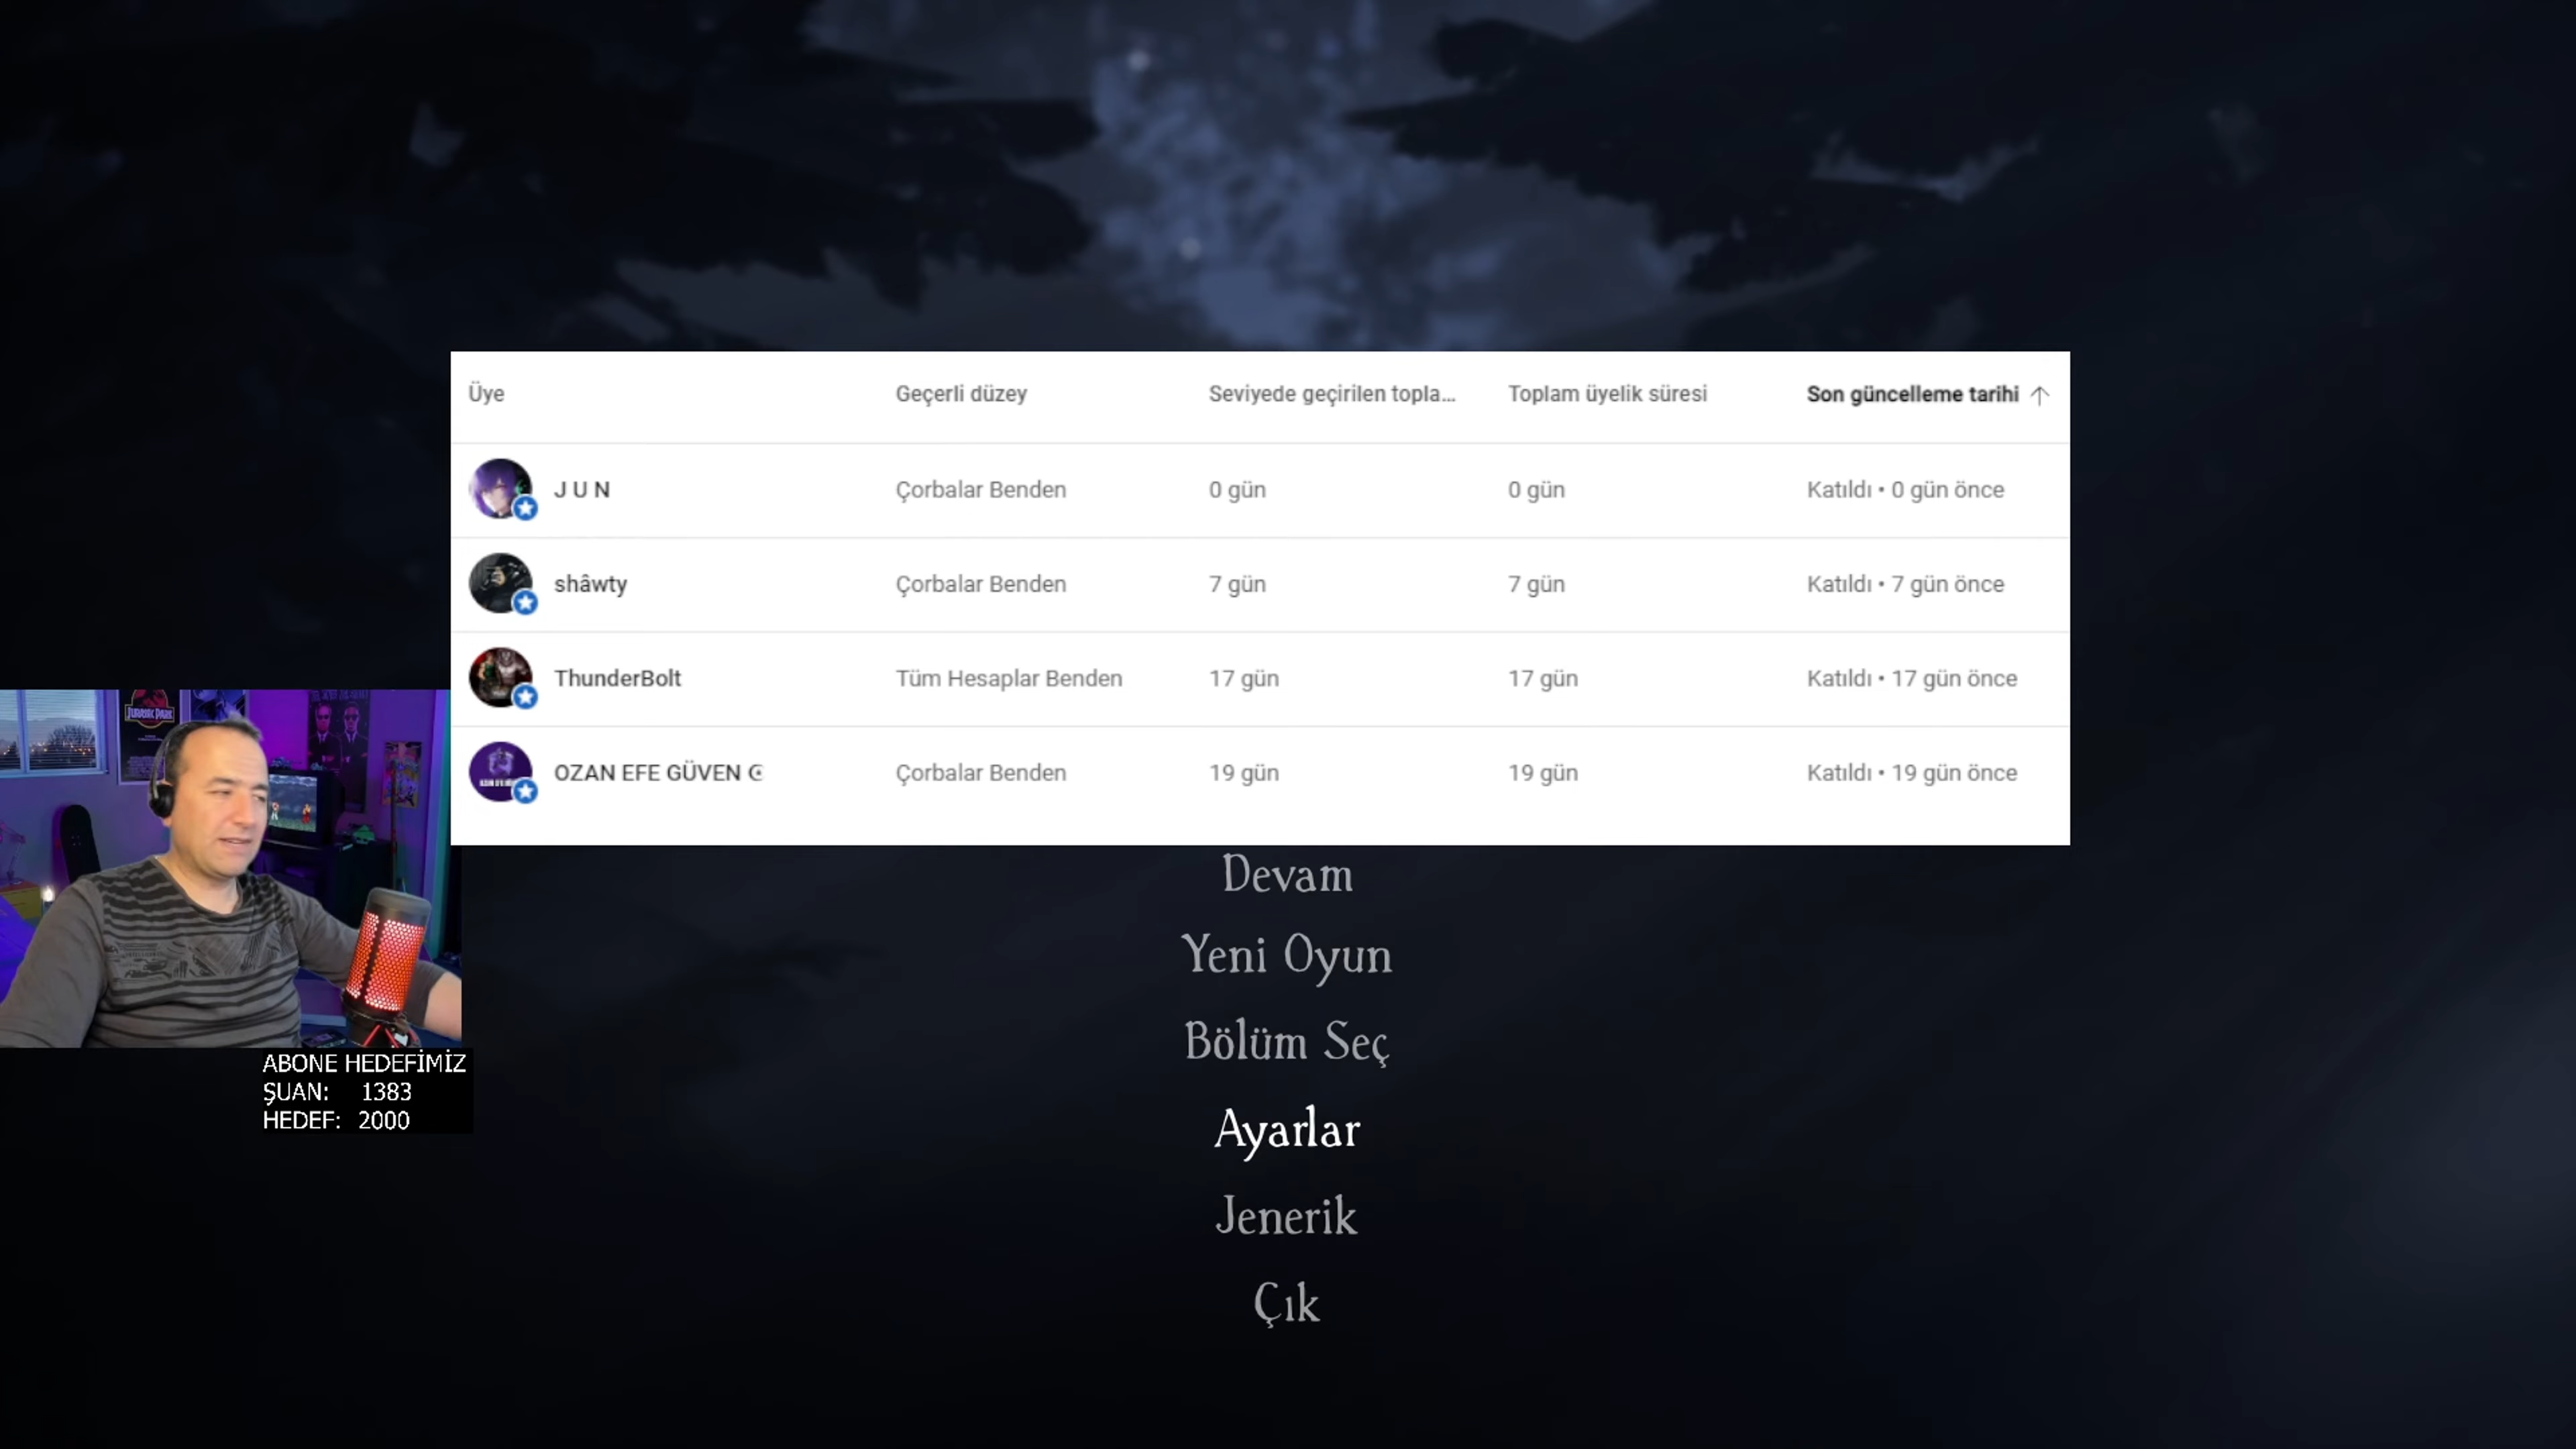 Üye Geçerli düzey Seviyede geçirilen topla... Toplam üyelik süresi Son güncelleme tarihi ↑
J U N Çorbalar Benden 0 gün 0 gün Katıldı • 0 gün önce
shâwty Çorbalar Benden 7 gün 7 gün Katıldı • 7 gün önce
ThunderBolt Tüm Hesaplar Benden 17 gün 17 gün Katıldı • 17 gün önce
OZAN EFE GÜVEN Çorbalar Benden 19 gün 19 gün Katıldı • 19 gün önce
JURASSIC PARK
ABONE HEDEFİMİZ
ŞUAN: 1383
HEDEF: 2000
Devam
Yeni Oyun
Bölüm Seç
Ayarlar
Jenerik
Çık